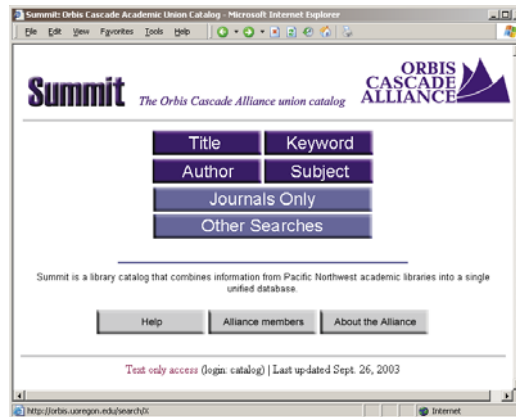 Summit: Orbis Cascade Academic Union Catalog - Microsoft Internet Explorer
File Edit View Favorites Tools Help
ORBIS
CASCADE
ALLIANCE
Summit The Orbis Cascade Alliance union catalog
Title Keyword
Author Subject
Journals Only
Other Searches
Summit is a library catalog that combines information from Pacific Northwest academic libraries into a single
unified database.
Help Alliance members About the Alliance
Text only access (login: catalog) | Last updated Sept. 26, 2003
http://orbis.uoregon.edu/search/X Internet